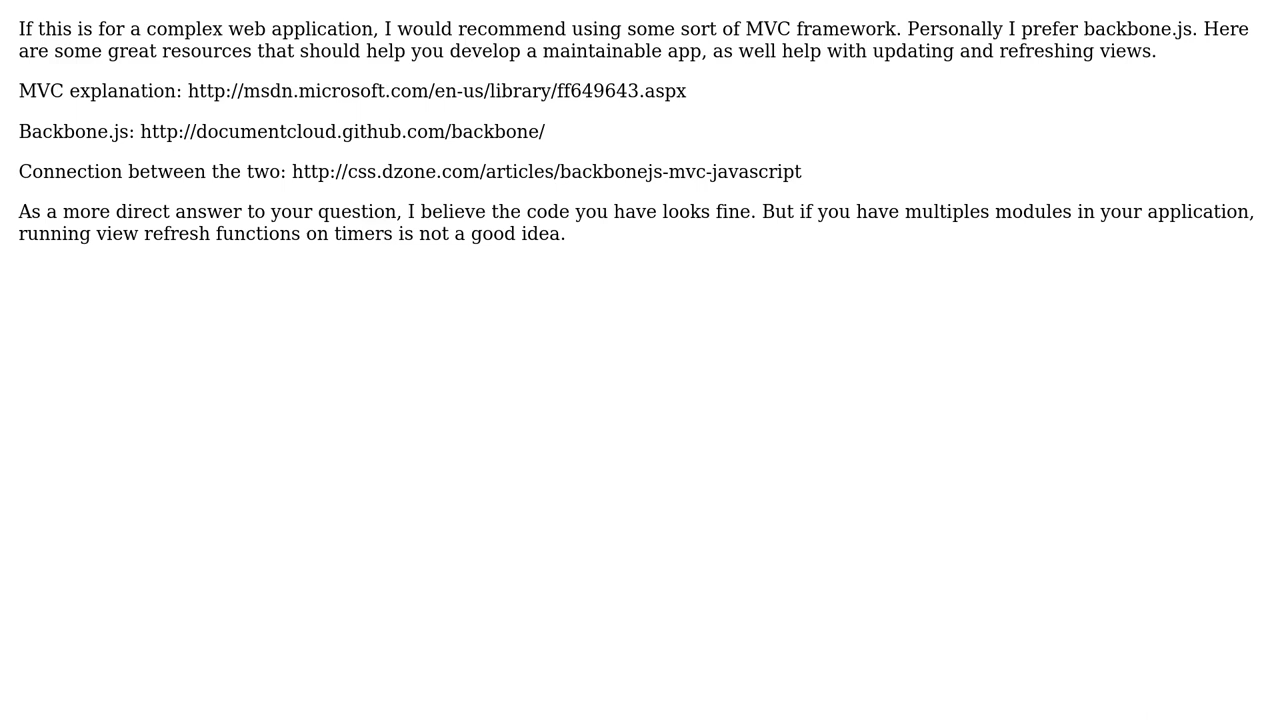 If this is for a complex web application, I would recommend using some sort of MVC framework. Personally I prefer backbone.js. Here
are some great resources that should help you develop a maintainable app, as well help with updating and refreshing views.
MVC explanation: http://msdn.microsoft.com/en-us/library/ff649643.aspx
Backbone.js: http://documentcloud.github.com/backbone/
Connection between the two: http://css.dzone.com/articles/backbonejs-mvc-javascript
As a more direct answer to your question, I believe the code you have looks fine. But if you have multiples modules in your application,
running view refresh functions on timers is not a good idea.